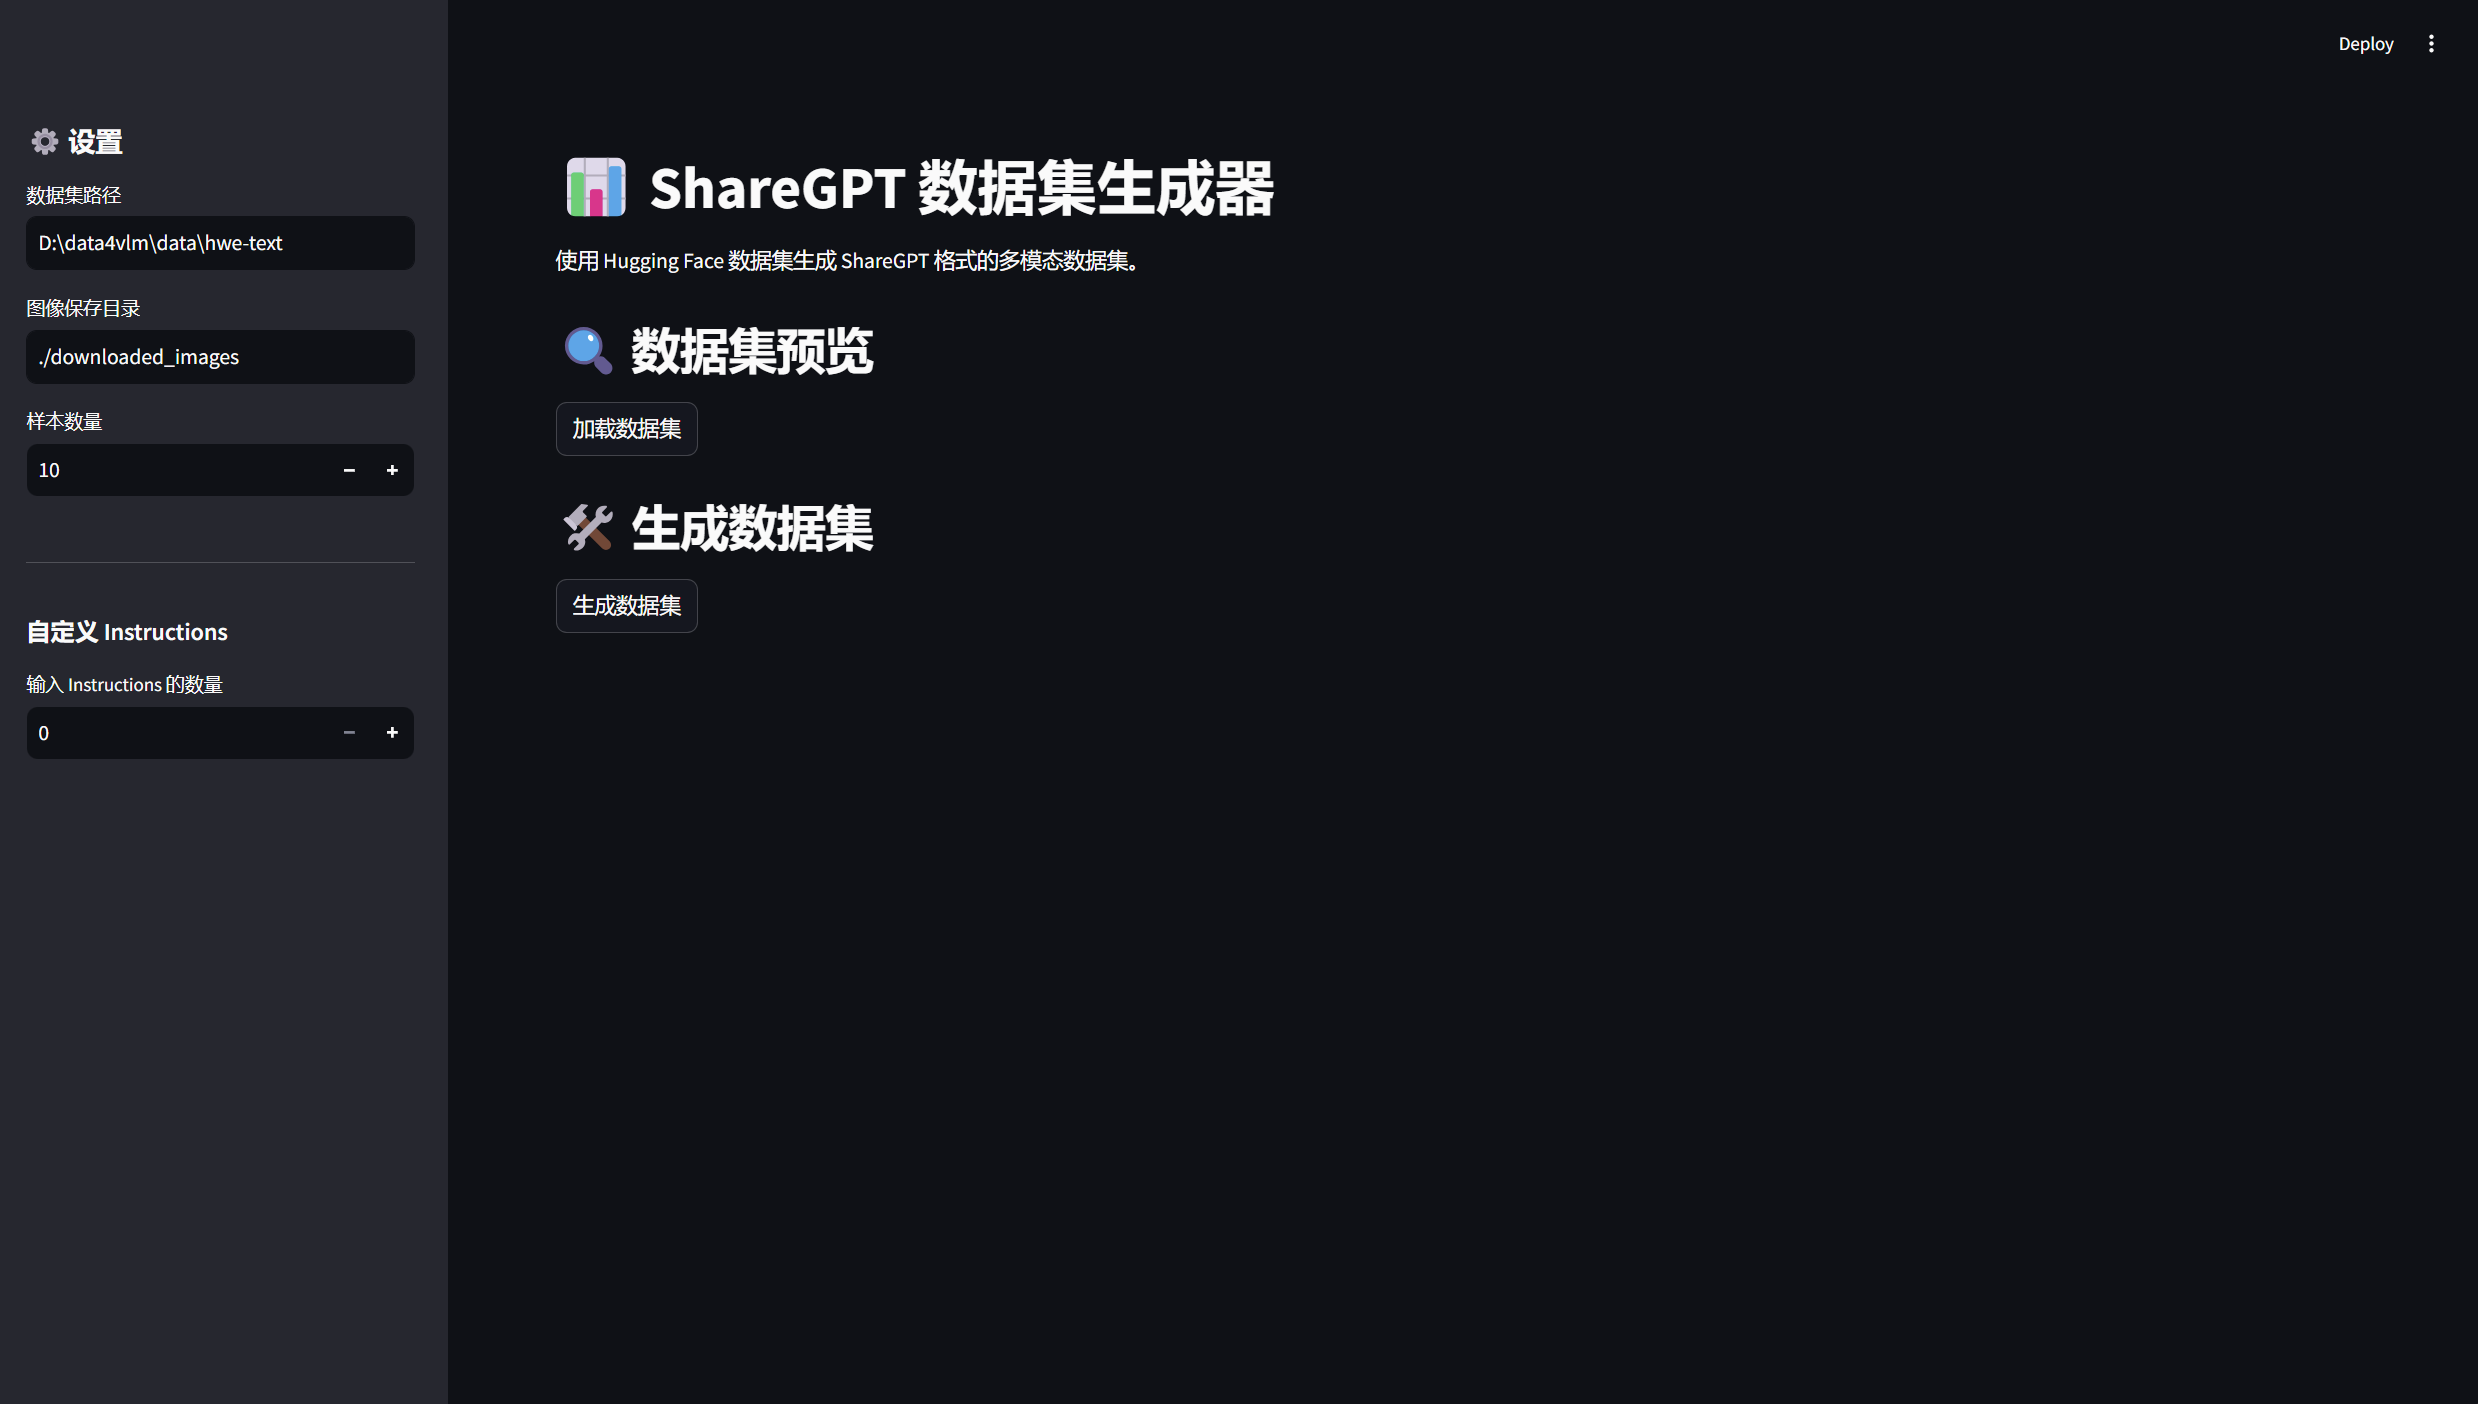 Deploy
设置
数据集路径
D:\data4vlm\data\hwe-text
图像保存目录
./downloaded_images
样本数量
10
自定义 Instructions
输入 Instructions 的数量
0
ShareGPT 数据集生成器
使用 Hugging Face 数据集生成 ShareGPT 格式的多模态数据集。
数据集预览
加载数据集
生成数据集
生成数据集